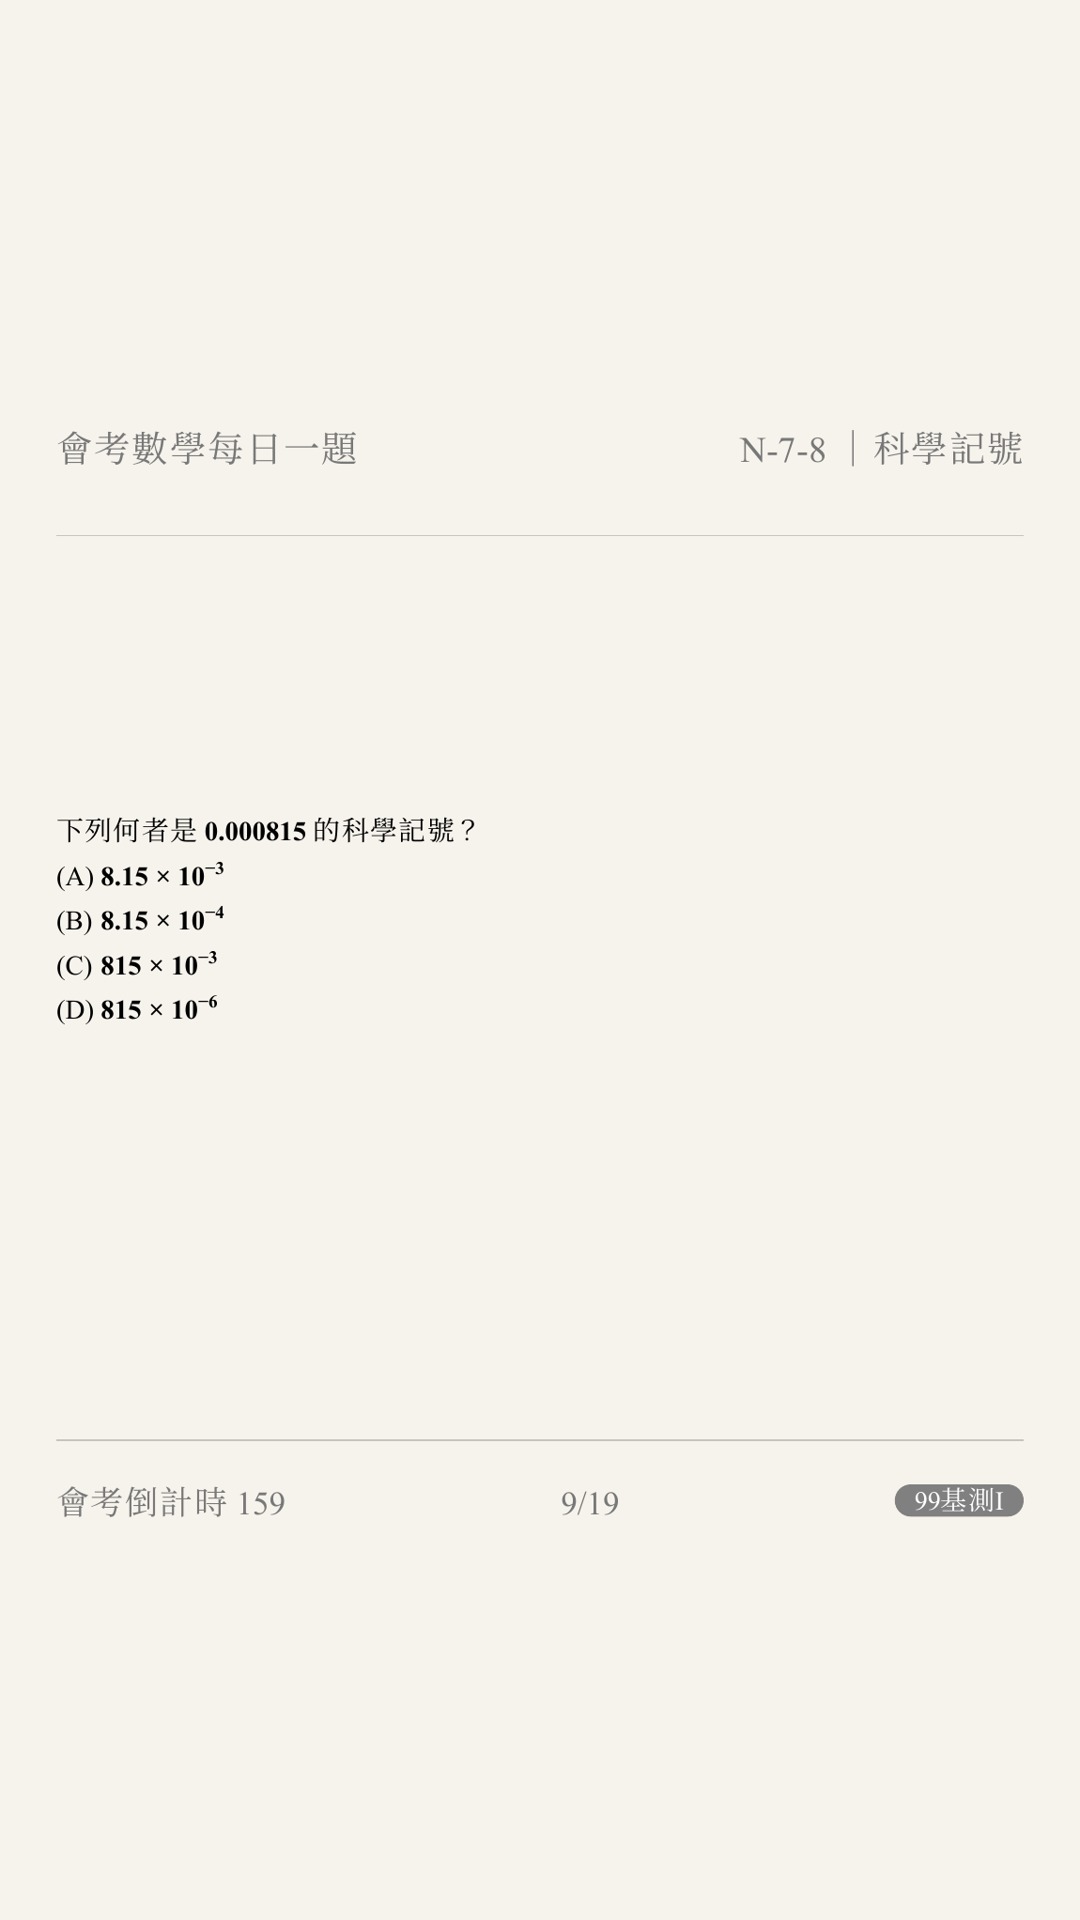 會考數學每日一題
N-7-8 | 科學記號
下列何者是 0.000815 的科學記號？
(A) 8.15 × 10⁻³
(B) 8.15 × 10⁻⁴
(C) 815 × 10⁻³
(D) 815 × 10⁻⁶
會考倒計時 159
9/19
99基測I